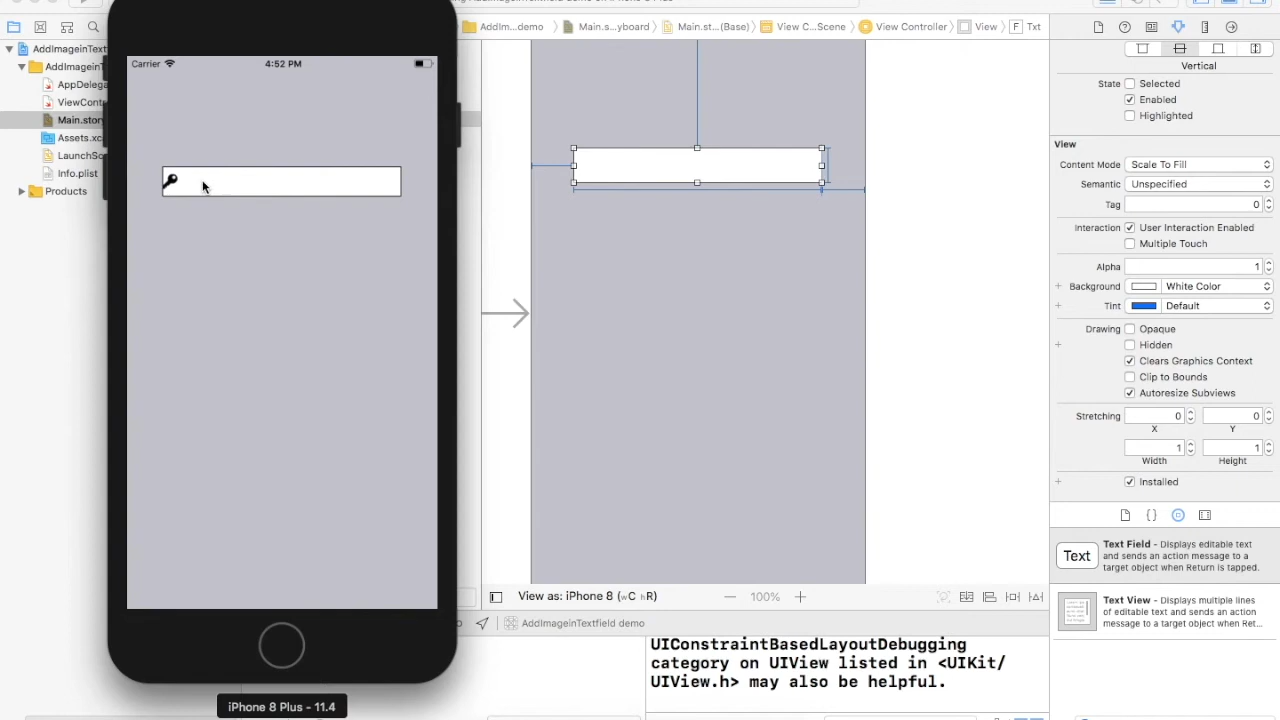 AddIm...demo
Main.s...yboard
Main.st...(Base)
View C...Scene
View Controller
View
F Txt
AddImageinText
AddImageinT
AppDelega
ViewContr
Main.story
Assets.xc
LaunchSc
Info.plist
Products
Carrier
4:52 PM
iPhone 8 Plus - 11.4
View as: iPhone 8 (wC hR)
100%
AddImageinTextfield demo
UIConstraintBasedLayoutDebugging
category on UIView listed in <UIKit/
UIView.h> may also be helpful.
Vertical
State Selected
Enabled
Highlighted
View
Content Mode Scale To Fill
Semantic Unspecified
Tag 0
Interaction User Interaction Enabled
Multiple Touch
Alpha 1
Background White Color
Tint Default
Drawing Opaque
Hidden
Clears Graphics Context
Clip to Bounds
Autoresize Subviews
Stretching 0 0
X Y
1 1
Width Height
Installed
Text
Text Field - Displays editable text
and sends an action message to a
target object when Return is tapped.
Text View - Displays multiple lines
of editable text and sends an action
message to a target object when Ret...